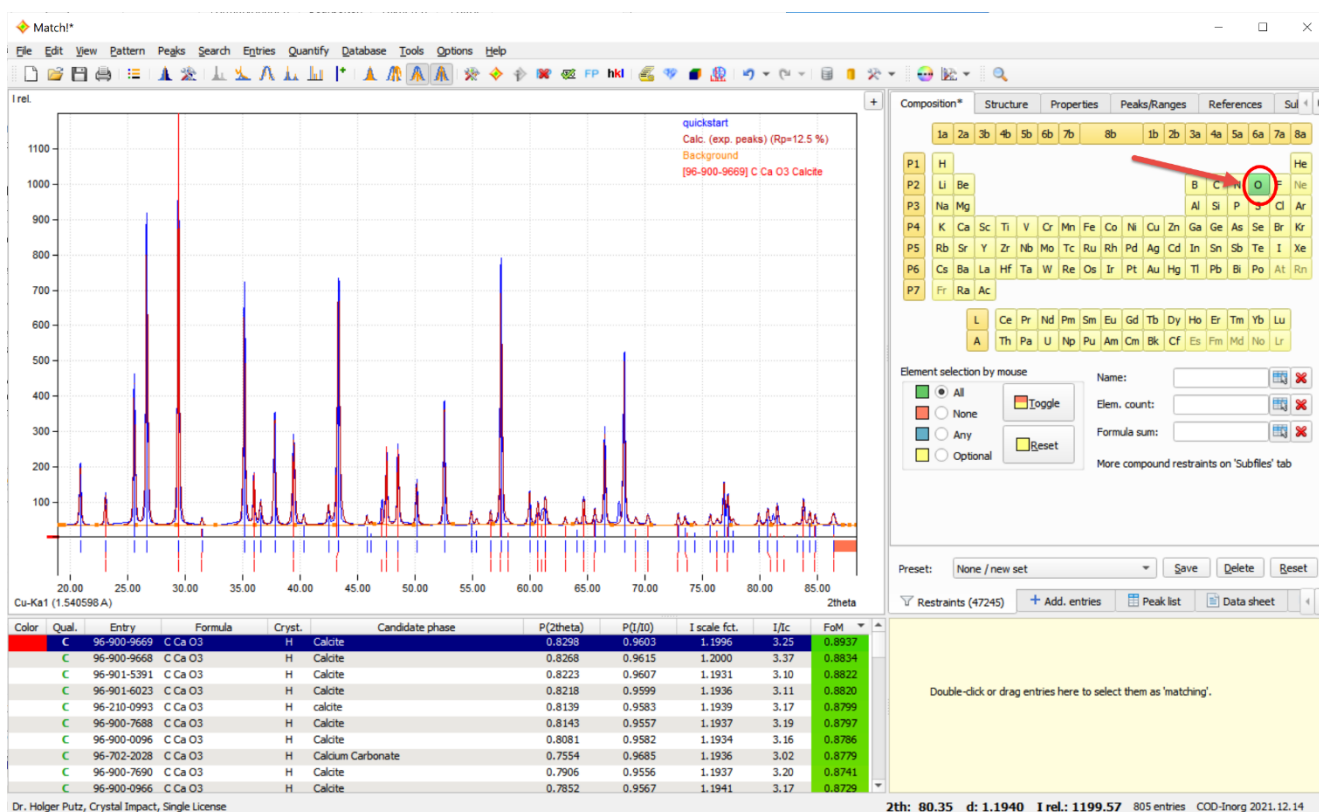 Match!*
File Edit View Pattern Peaks Search Entries Quantify Database Tools Options Help
FP hkl
I rel.
+
quickstart
Calc. (exp. peaks) (Rp=12.5 %)
Background
[96-900-9669] C Ca O3 Calcite
1100
1000
900
800
700
600
500
400
300
200
100
20.00 25.00 30.00 35.00 40.00 45.00 50.00 55.00 60.00 65.00 70.00 75.00 80.00 85.00
Cu-Ka1 (1.540598 A) 2theta
Composition* Structure Properties Peaks/Ranges References Sul
1a 2a 3b 4b 5b 6b 7b 8b 1b 2b 3a 4a 5a 6a 7a 8a
P1 H He
P2 Li Be B C N O F Ne
P3 Na Mg Al Si P S Cl Ar
P4 K Ca Sc Ti V Cr Mn Fe Co Ni Cu Zn Ga Ge As Se Br Kr
P5 Rb Sr Y Zr Nb Mo Tc Ru Rh Pd Ag Cd In Sn Sb Te I Xe
P6 Cs Ba La Hf Ta W Re Os Ir Pt Au Hg Tl Pb Bi Po At Rn
P7 Fr Ra Ac
L Ce Pr Nd Pm Sm Eu Gd Tb Dy Ho Er Tm Yb Lu
A Th Pa U Np Pu Am Cm Bk Cf Es Fm Md No Lr
Element selection by mouse
All
None
Any
Optional
Toggle
Reset
Name:
Elem. count:
Formula sum:
More compound restraints on 'Subfiles' tab
Preset: None / new set Save Delete Reset
Restraints (47245) + Add. entries Peak list Data sheet
Color Qual. Entry Formula Cryst. Candidate phase P(2theta) P(I/I0) I scale fct. I/Ic FoM
C 96-900-9669 C Ca O3 H Calcite 0.8298 0.9603 1.1996 3.25 0.8937
C 96-900-9668 C Ca O3 H Calcite 0.8268 0.9615 1.2000 3.37 0.8834
C 96-901-5391 C Ca O3 H Calcite 0.8223 0.9607 1.1931 3.10 0.8822
C 96-901-6023 C Ca O3 H Calcite 0.8218 0.9599 1.1936 3.11 0.8820
C 96-210-0993 C Ca O3 H calcite 0.8139 0.9583 1.1939 3.17 0.8799
C 96-900-7688 C Ca O3 H Calcite 0.8143 0.9557 1.1937 3.19 0.8797
C 96-900-0096 C Ca O3 H Calcite 0.8081 0.9582 1.1934 3.16 0.8786
C 96-702-2028 C Ca O3 H Calcium Carbonate 0.7554 0.9685 1.1936 3.02 0.8779
C 96-900-7690 C Ca O3 H Calcite 0.7906 0.9556 1.1937 3.20 0.8741
C 96-900-0966 C Ca O3 H Calcite 0.7852 0.9567 1.1941 3.17 0.8729
Double-click or drag entries here to select them as 'matching'.
Dr. Holger Putz, Crystal Impact, Single License
2th: 80.35 d: 1.1940 I rel.: 1199.57 805 entries COD-Inorg 2021.12.14